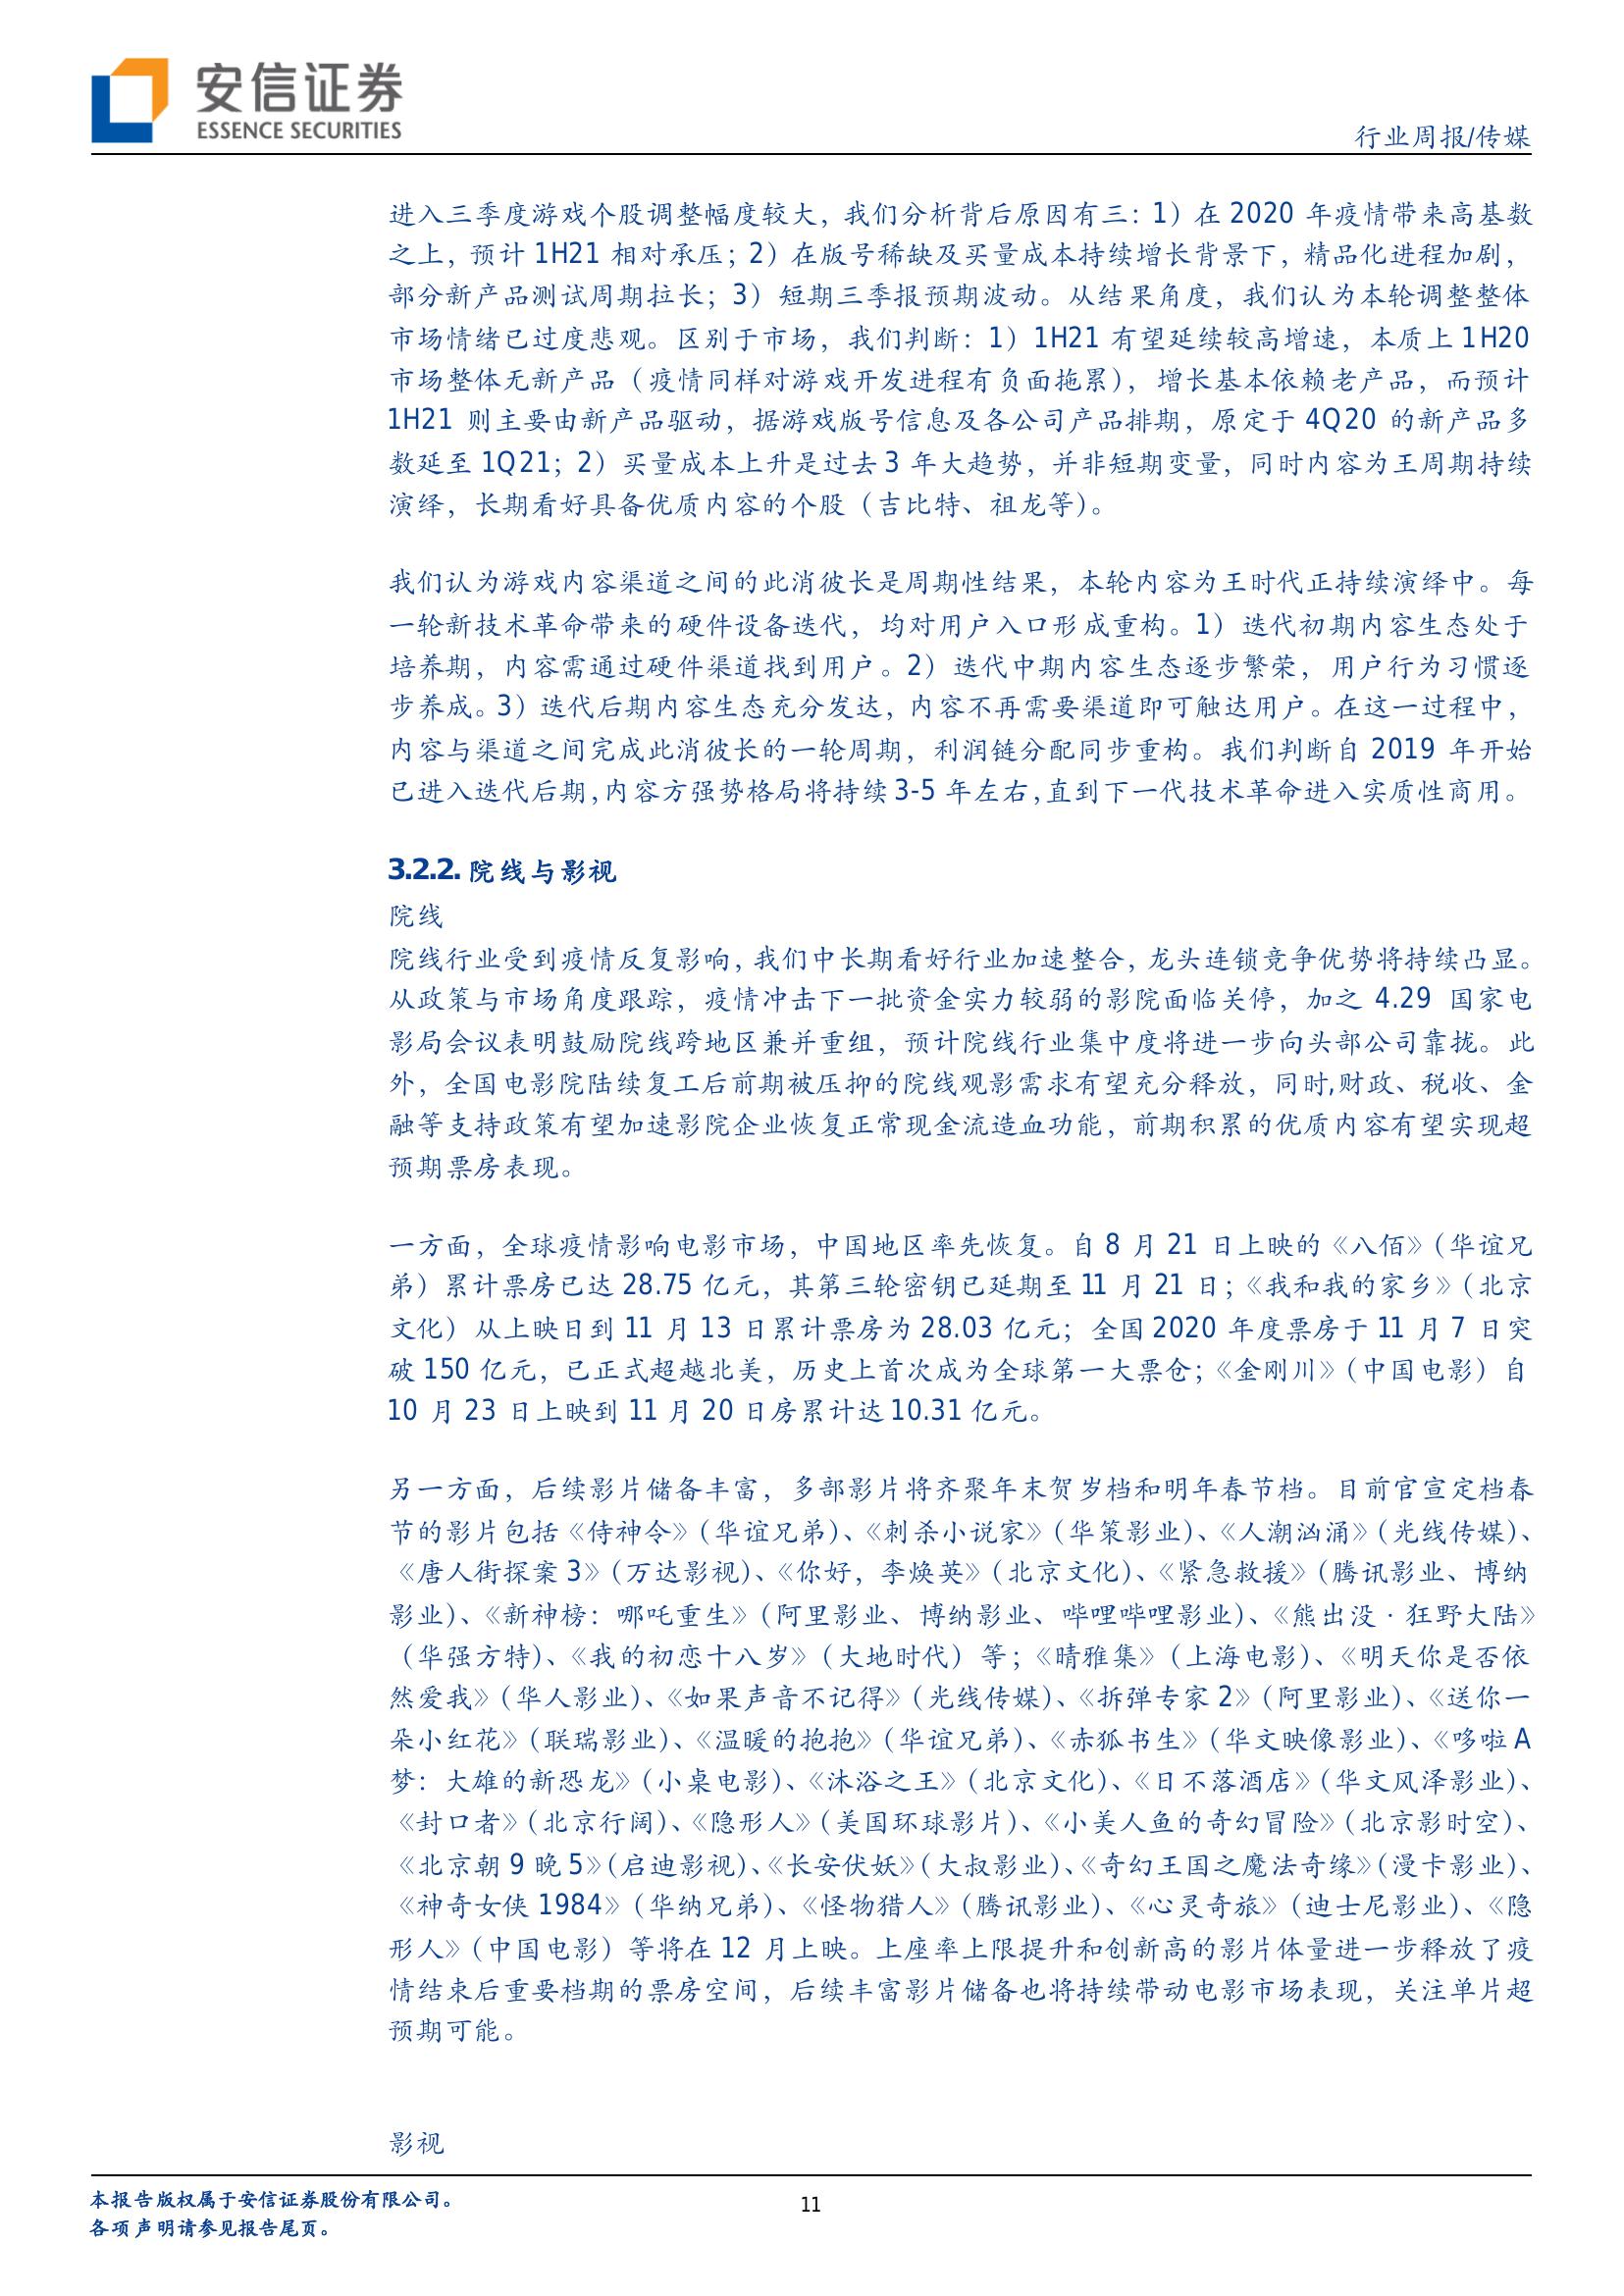 安信证券
ESSENCE SECURITIES
行业周报/传媒
进入三季度游戏个股调整幅度较大，我们分析背后原因有三：1）在 2020 年疫情带来高基数
之上，预计 1H21 相对承压；2）在版号稀缺及买量成本持续增长背景下，精品化进程加剧，
部分新产品测试周期拉长；3）短期三季报预期波动。从结果角度，我们认为本轮调整整体
市场情绪已过度悲观。区别于市场，我们判断：1）1H21 有望延续较高增速，本质上 1H20
市场整体无新产品（疫情同样对游戏开发进程有负面拖累），增长基本依赖老产品，而预计
1H21 则主要由新产品驱动，据游戏版号信息及各公司产品排期，原定于 4Q20 的新产品多
数延至 1Q21；2）买量成本上升是过去 3 年大趋势，并非短期变量，同时内容为王周期持续
演绎，长期看好具备优质内容的个股（吉比特、祖龙等）。
我们认为游戏内容渠道之间的此消彼长是周期性结果，本轮内容为王时代正持续演绎中。每
一轮新技术革命带来的硬件设备迭代，均对用户入口形成重构。1）迭代初期内容生态处于
培养期，内容需通过硬件渠道找到用户。2）迭代中期内容生态逐步繁荣，用户行为习惯逐
步养成。3）迭代后期内容生态充分发达，内容不再需要渠道即可触达用户。在这一过程中，
内容与渠道之间完成此消彼长的一轮周期，利润链分配同步重构。我们判断自 2019 年开始
已进入迭代后期，内容方强势格局将持续 3-5 年左右，直到下一代技术革命进入实质性商用。
3.2.2. 院线与影视
院线
院线行业受到疫情反复影响，我们中长期看好行业加速整合，龙头连锁竞争优势将持续凸显。
从政策与市场角度跟踪，疫情冲击下一批资金实力较弱的影院面临关停，加之 4.29 国家电
影局会议表明鼓励院线跨地区兼并重组，预计院线行业集中度将进一步向头部公司靠拢。此
外，全国电影院陆续复工后前期被压抑的院线观影需求有望充分释放，同时,财政、税收、金
融等支持政策有望加速影院企业恢复正常现金流造血功能，前期积累的优质内容有望实现超
预期票房表现。
一方面，全球疫情影响电影市场，中国地区率先恢复。自 8 月 21 日上映的《八佰》（华谊兄
弟）累计票房已达 28.75 亿元，其第三轮密钥已延期至 11 月 21 日；《我和我的家乡》（北京
文化）从上映日到 11 月 13 日累计票房为 28.03 亿元；全国 2020 年度票房于 11 月 7 日突
破 150 亿元，已正式超越北美，历史上首次成为全球第一大票仓；《金刚川》（中国电影）自
10 月 23 日上映到 11 月 20 日房累计达 10.31 亿元。
另一方面，后续影片储备丰富，多部影片将齐聚年末贺岁档和明年春节档。目前官宣定档春
节的影片包括《侍神令》（华谊兄弟）、《刺杀小说家》（华策影业）、《人潮汹涌》（光线传媒）、
《唐人街探案 3》（万达影视）、《你好，李焕英》（北京文化）、《紧急救援》（腾讯影业、博纳
影业）、《新神榜：哪吒重生》（阿里影业、博纳影业、哔哩哔哩影业）、《熊出没·狂野大陆》
（华强方特）、《我的初恋十八岁》（大地时代）等；《晴雅集》（上海电影）、《明天你是否依
然爱我》（华人影业）、《如果声音不记得》（光线传媒）、《拆弹专家 2》（阿里影业）、《送你一
朵小红花》（联瑞影业）、《温暖的抱抱》（华谊兄弟）、《赤狐书生》（华文映像影业）、《哆啦 A
梦：大雄的新恐龙》（小桌电影）、《沐浴之王》（北京文化）、《日不落酒店》（华文风泽影业）、
《封口者》（北京行阔）、《隐形人》（美国环球影片）、《小美人鱼的奇幻冒险》（北京影时空）、
《北京朝 9 晚 5》（启迪影视）、《长安伏妖》（大叔影业）、《奇幻王国之魔法奇缘》（漫卡影业）、
《神奇女侠 1984》（华纳兄弟）、《怪物猎人》（腾讯影业）、《心灵奇旅》（迪士尼影业）、《隐
形人》（中国电影）等将在 12 月上映。上座率上限提升和创新高的影片体量进一步释放了疫
情结束后重要档期的票房空间，后续丰富影片储备也将持续带动电影市场表现，关注单片超
预期可能。
影视
本报告版权属于安信证券股份有限公司。
11
各项声明请参见报告尾页。